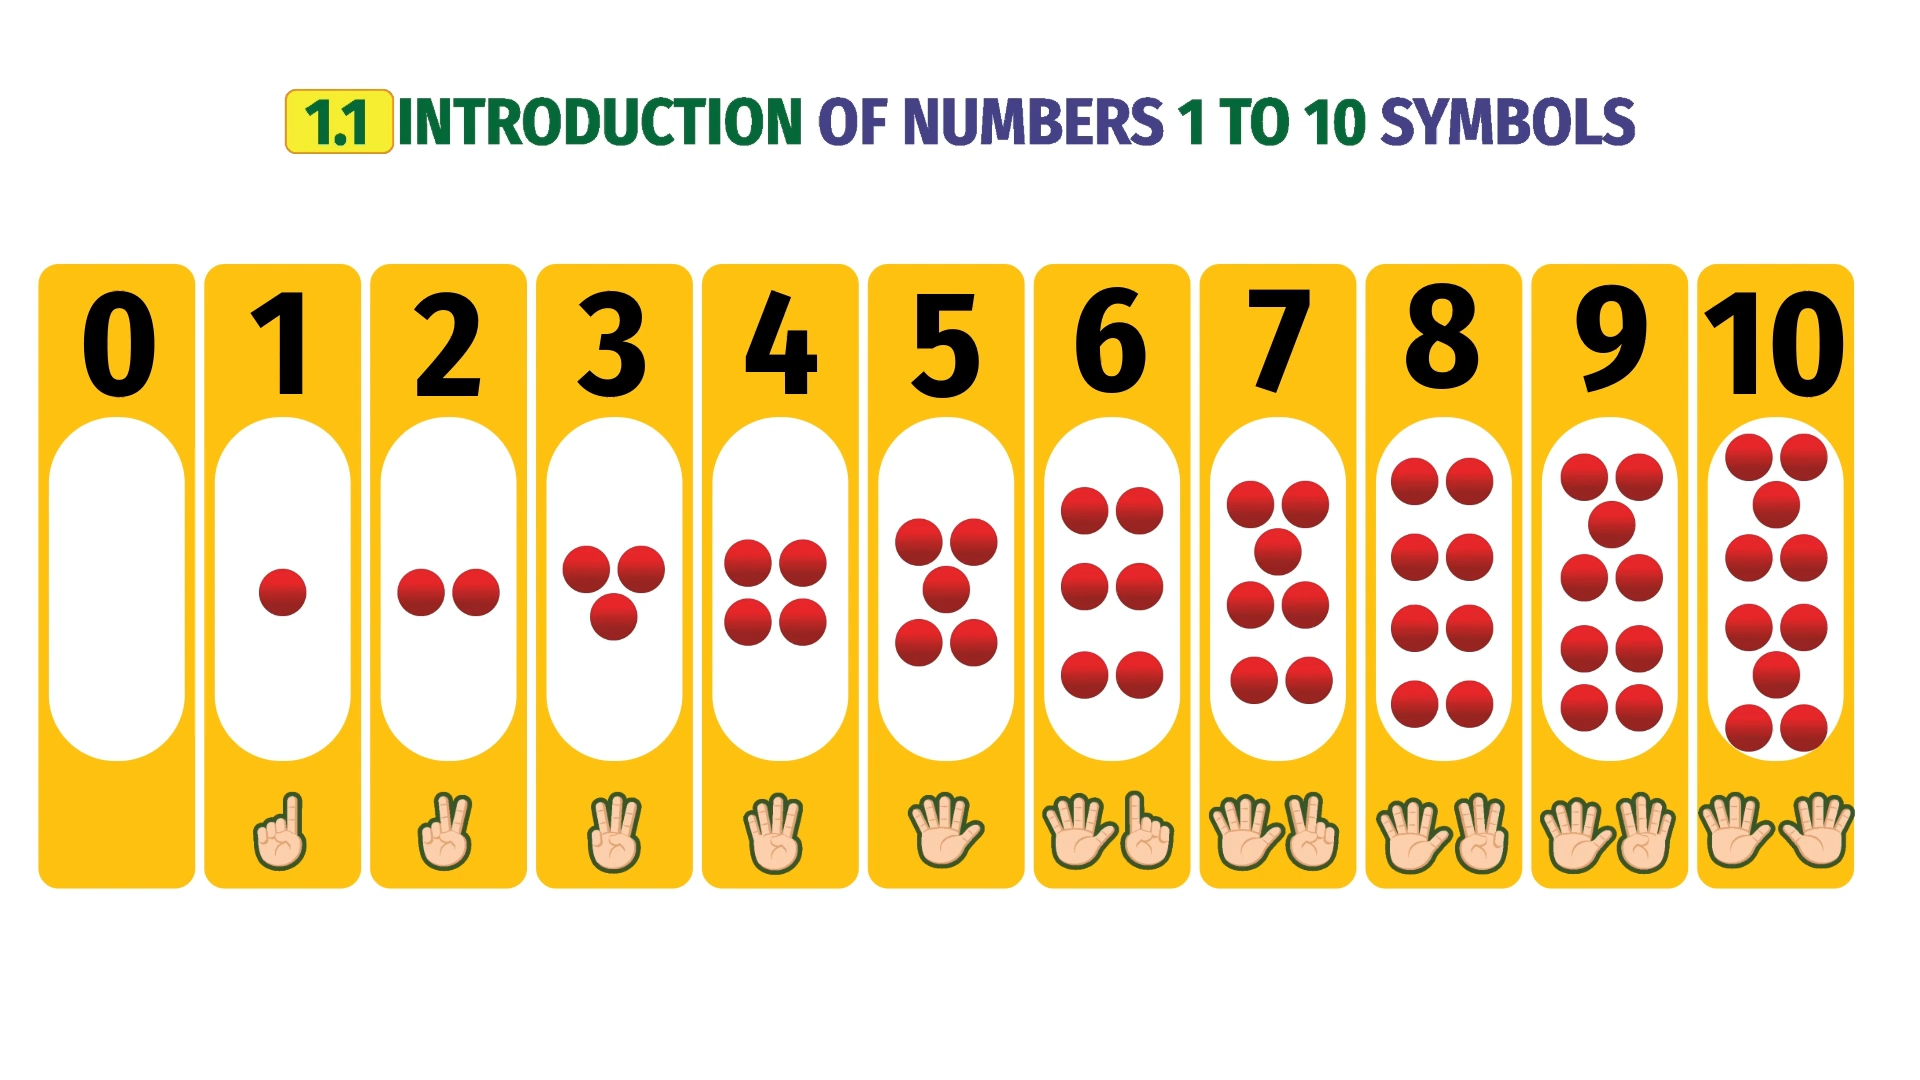 1.1 INTRODUCTION OF NUMBERS 1 TO 10 SYMBOLS
0 1 2 3 4 5 6 7 8 9 10